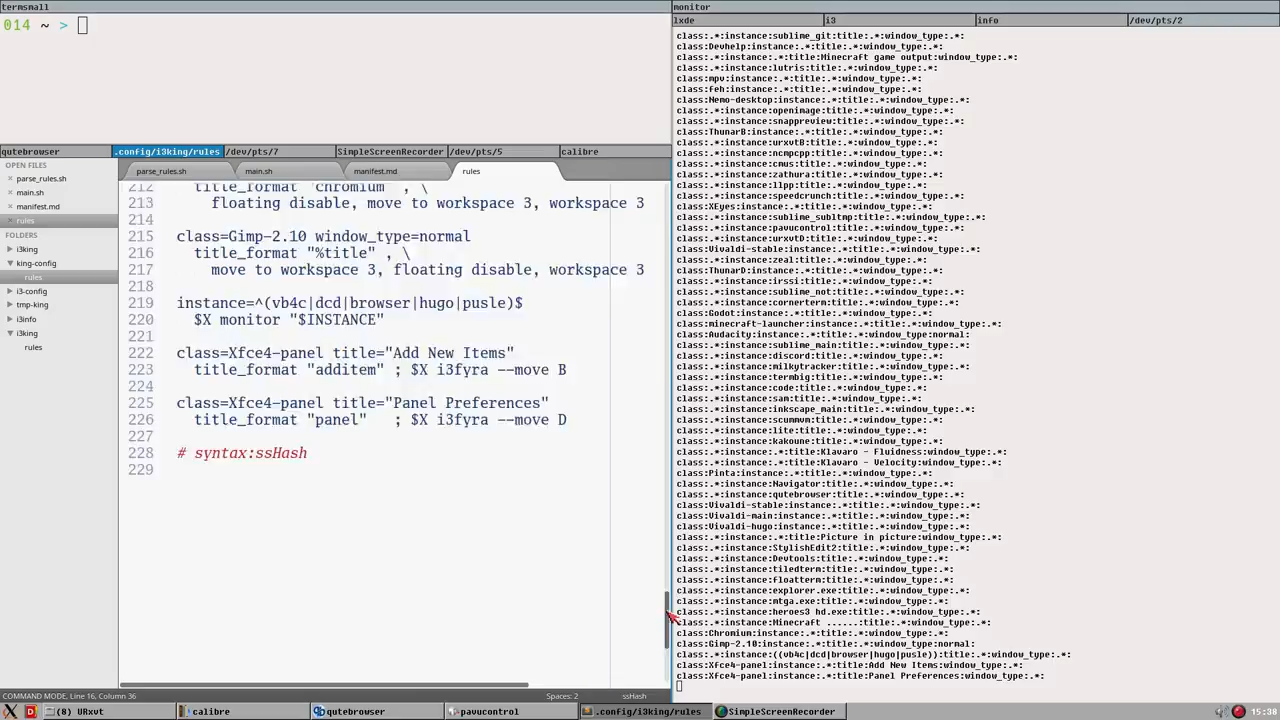 termsmall
014 ~ >
qutebrowser .config/i3king/rules /dev/pts/7 SimpleScreenRecorder /dev/pts/5 calibre
OPEN FILES
parse_rules.sh
main.sh
manifest.md
rules
FOLDERS
i3king
king-config
rules
i3-config
tmp-king
i3info
i3king
rules
parse_rules.sh main.sh manifest.md rules
212 title_format "chromium" , \
213 floating disable, move to workspace 3, workspace 3
214
215 class=Gimp-2.10 window_type=normal
216 title_format "%title" , \
217 move to workspace 3, floating disable, workspace 3
218
219 instance=^(vb4c|dcd|browser|hugo|pusle)$
220 $X monitor "$INSTANCE"
221
222 class=Xfce4-panel title="Add New Items"
223 title_format "additem" ; $X i3fyra --move B
224
225 class=Xfce4-panel title="Panel Preferences"
226 title_format "panel" ; $X i3fyra --move D
227
228 # syntax:ssHash
229
COMMAND MODE, Line 16, Column 36 Spaces: 2 ssHash
monitor
lxde i3 info /dev/pts/2
class:.*:instance:sublime_git:title:.*:window_type:.*:
class:Devhelp:instance:.*:title:.*:window_type:.*:
class:.*:instance:.*:title:Minecraft game output:window_type:.*:
class:.*:instance:lutris:title:.*:window_type:.*:
class:mpv:instance:.*:title:.*:window_type:.*:
class:feh:instance:.*:title:.*:window_type:.*:
class:Nemo-desktop:instance:.*:title:.*:window_type:.*:
class:.*:instance:openimage:title:.*:window_type:.*:
class:.*:instance:snappreview:title:.*:window_type:.*:
class:ThunarB:instance:.*:title:.*:window_type:.*:
class:.*:instance:urxvtB:title:.*:window_type:.*:
class:.*:instance:ncmpcpp:title:.*:window_type:.*:
class:.*:instance:cmus:title:.*:window_type:.*:
class:.*:instance:zathura:title:.*:window_type:.*:
class:.*:instance:llpp:title:.*:window_type:.*:
class:.*:instance:speedcrunch:title:.*:window_type:.*:
class:XEyes:instance:.*:title:.*:window_type:.*:
class:.*:instance:sublime_subltmp:title:.*:window_type:.*:
class:.*:instance:pavucontrol:title:.*:window_type:.*:
class:.*:instance:urxvtD:title:.*:window_type:.*:
class:Vivaldi-stable:instance:.*:title:.*:window_type:.*:
class:.*:instance:zeal:title:.*:window_type:.*:
class:ThunarD:instance:.*:title:.*:window_type:.*:
class:.*:instance:irssi:title:.*:window_type:.*:
class:.*:instance:sublime_main:title:.*:window_type:.*:
class:.*:instance:cornerterm:title:.*:window_type:.*:
class:Godot:instance:.*:title:.*:window_type:.*:
class:minecraft-launcher:instance:.*:title:.*:window_type:.*:
class:Audacity:instance:.*:title:.*:window_type:normal:
class:.*:instance:sublime_main:title:.*:window_type:.*:
class:.*:instance:discord:title:.*:window_type:.*:
class:.*:instance:milkytracker:title:.*:window_type:.*:
class:.*:instance:termbig:title:.*:window_type:.*:
class:.*:instance:code:title:.*:window_type:.*:
class:.*:instance:sam:title:.*:window_type:.*:
class:.*:instance:inkscape_main:title:.*:window_type:.*:
class:.*:instance:scummvm:title:.*:window_type:.*:
class:.*:instance:lite:title:.*:window_type:.*:
class:.*:instance:kakoune:title:.*:window_type:.*:
class:.*:instance:.*:title:Klavaro - Fluidness:window_type:.*:
class:.*:instance:.*:title:Klavaro - Velocity:window_type:.*:
class:Pinta:instance:.*:title:.*:window_type:.*:
class:.*:instance:Navigator:title:.*:window_type:.*:
class:.*:instance:qutebrowser:title:.*:window_type:.*:
class:Vivaldi-stable:instance:.*:title:.*:window_type:.*:
class:Vivaldi-main:instance:.*:title:.*:window_type:.*:
class:Vivaldi-hugo:instance:.*:title:.*:window_type:.*:
class:.*:instance:.*:title:Picture in picture:window_type:.*:
class:.*:instance:StylishEdit2:title:.*:window_type:.*:
class:.*:instance:Devtools:title:.*:window_type:.*:
class:.*:instance:tiledterm:title:.*:window_type:.*:
class:.*:instance:floatterm:title:.*:window_type:.*:
class:.*:instance:explorer.exe:title:.*:window_type:.*:
class:.*:instance:mtga.exe:title:.*:window_type:.*:
class:.*:instance:heroes3 hd.exe:title:.*:window_type:.*:
class:.*:instance:Minecraft ......:title:.*:window_type:.*:
class:Chromium:instance:.*:title:.*:window_type:.*:
class:Gimp-2.10:instance:.*:title:.*:window_type:normal:
class:.*:instance:((vb4c|dcd|browser|hugo|pusle)):title:.*:window_type:.*:
class:Xfce4-panel:instance:.*:title:Add New Items:window_type:.*:
class:Xfce4-panel:instance:.*:title:Panel Preferences:window_type:.*:
(8) URxvt calibre qutebrowser pavucontrol .config/i3king/rules SimpleScreenRecorder 15:38